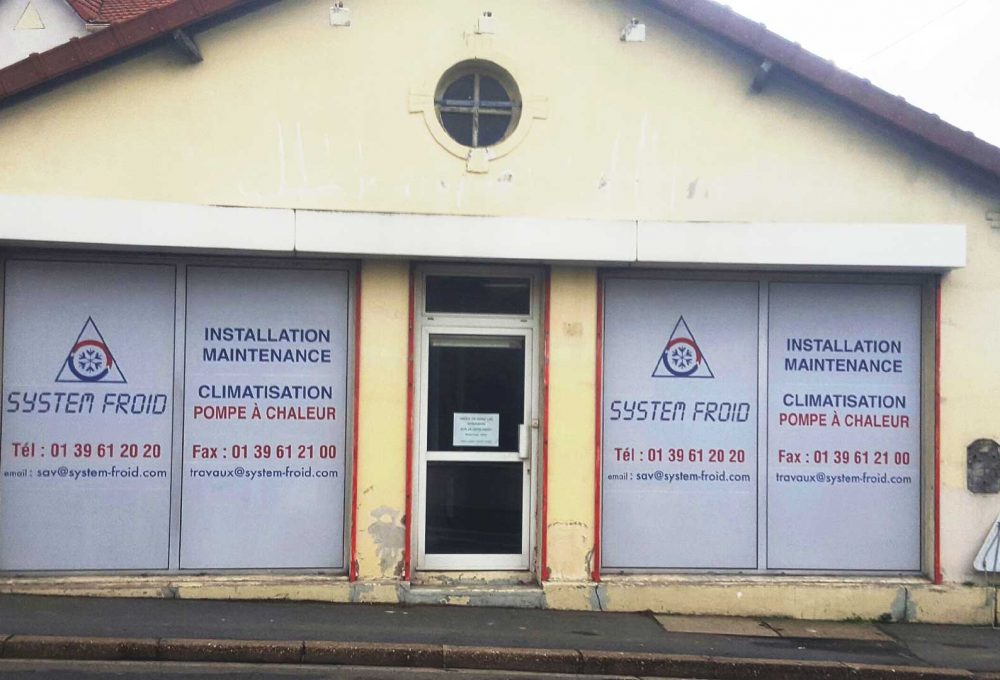 SYSTEM FROID
Tél : 01 39 61 20 20
email : sav@system-froid.com
INSTALLATION
MAINTENANCE
CLIMATISATION
POMPE À CHALEUR
Fax : 01 39 61 21 00
travaux@system-froid.com
SYSTEM FROID
Tél : 01 39 61 20 20
email : sav@system-froid.com
INSTALLATION
MAINTENANCE
CLIMATISATION
POMPE À CHALEUR
Fax : 01 39 61 21 00
travaux@system-froid.com